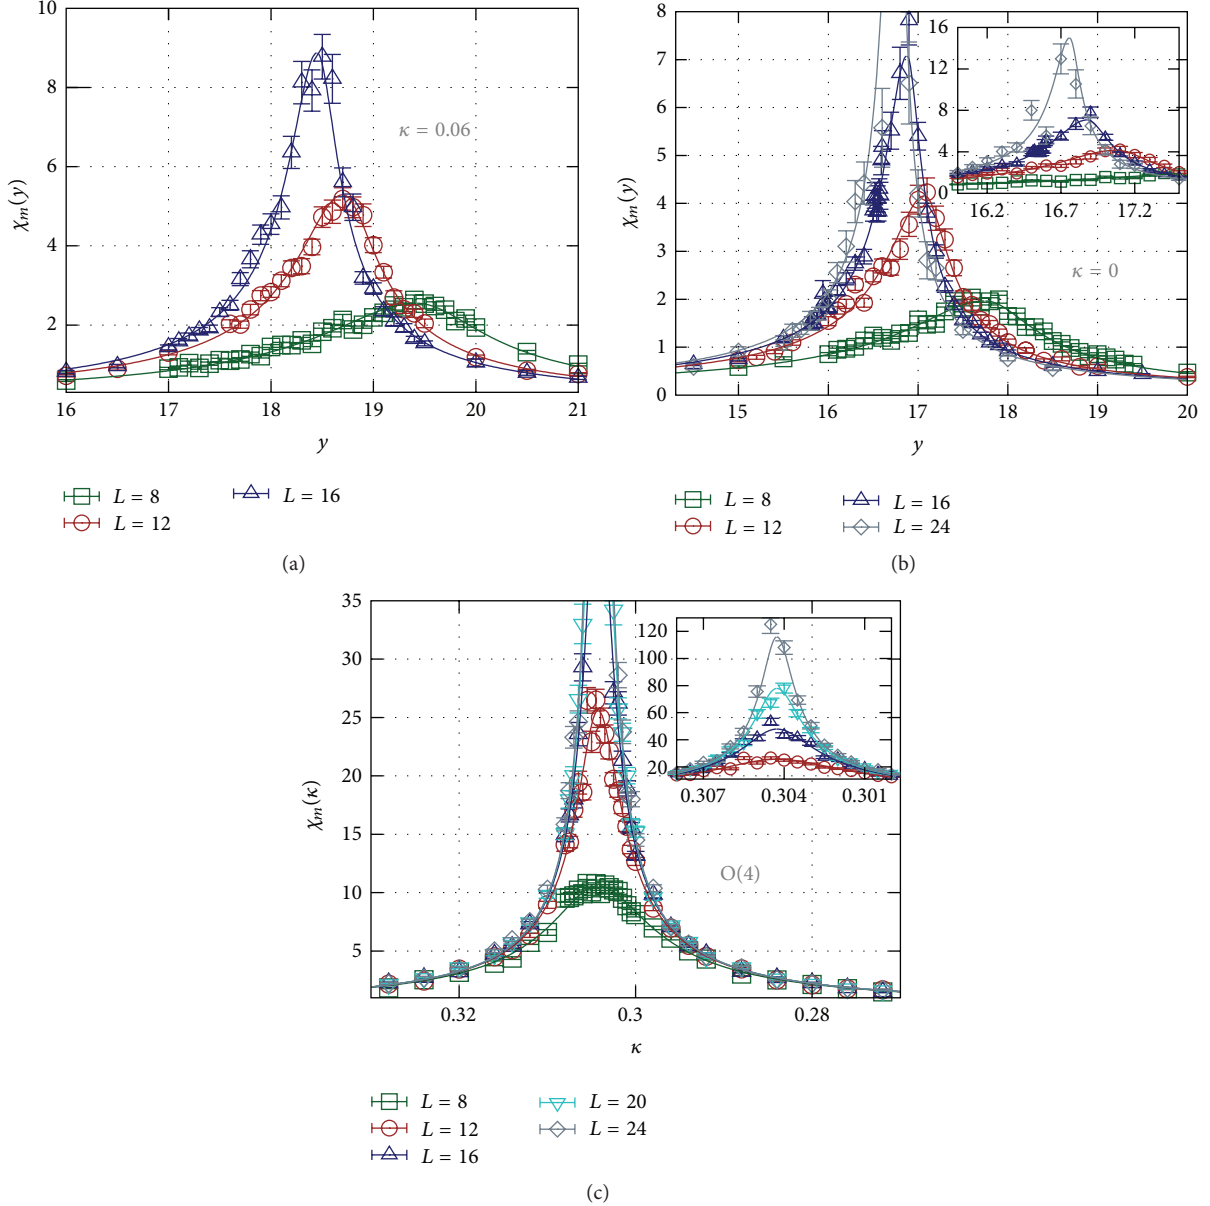 10
8
6
4
2
χm(y)
κ = 0.06
16 17 18 19 20 21
y
L = 8
L = 12
L = 16
(a)
8
7
6
5
4
3
2
1
0
χm(y)
16
12
8
4
0
16.2 16.7 17.2
κ = 0
15 16 17 18 19 20
y
L = 8
L = 12
L = 16
L = 24
(b)
35
30
25
20
15
10
5
χm(κ)
120
100
80
60
40
20
0.307 0.304 0.301
O(4)
0.32 0.3 0.28
κ
L = 8
L = 12
L = 16
L = 20
L = 24
(c)